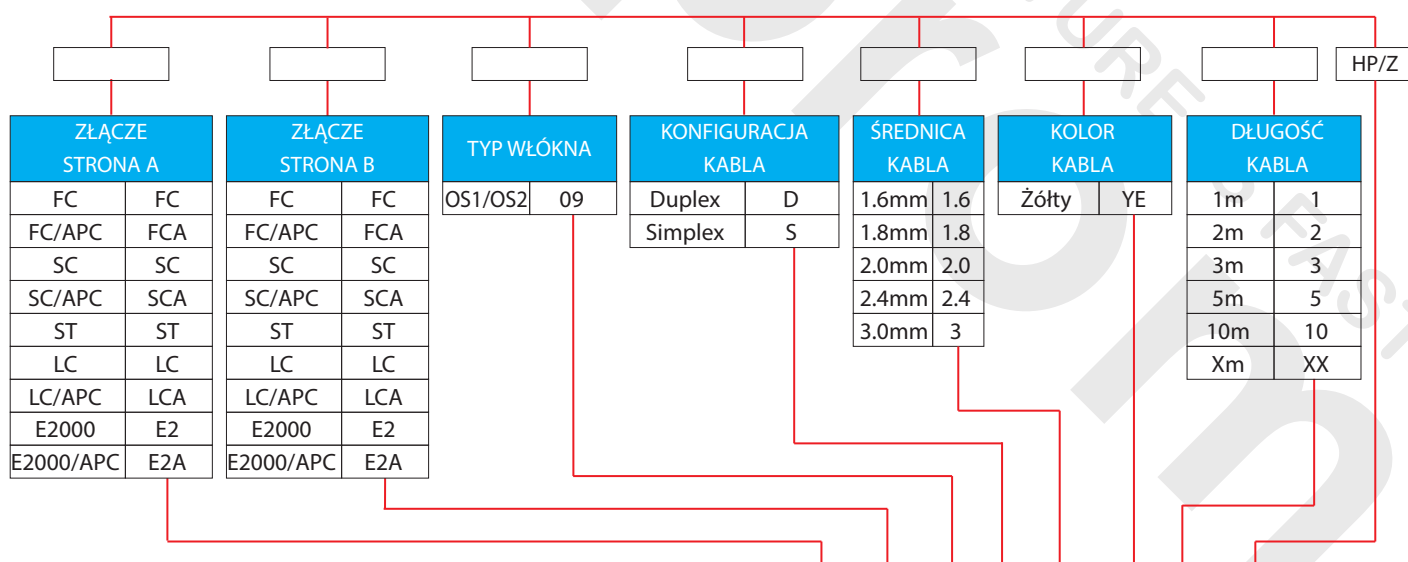 HP/Z
ZŁĄCZE
STRONA A
FC FC
FC/APC FCA
SC SC
SC/APC SCA
ST ST
LC LC
LC/APC LCA
E2000 E2
E2000/APC E2A
ZŁĄCZE
STRONA B
FC FC
FC/APC FCA
SC SC
SC/APC SCA
ST ST
LC LC
LC/APC LCA
E2000 E2
E2000/APC E2A
TYP WŁÓKNA
OS1/OS2 09
KONFIGURACJA
KABLA
Duplex D
Simplex S
ŚREDNICA
KABLA
1.6mm 1.6
1.8mm 1.8
2.0mm 2.0
2.4mm 2.4
3.0mm 3
KOLOR
KABLA
Żółty YE
DŁUGOŚĆ
KABLA
1m 1
2m 2
3m 3
5m 5
10m 10
Xm XX